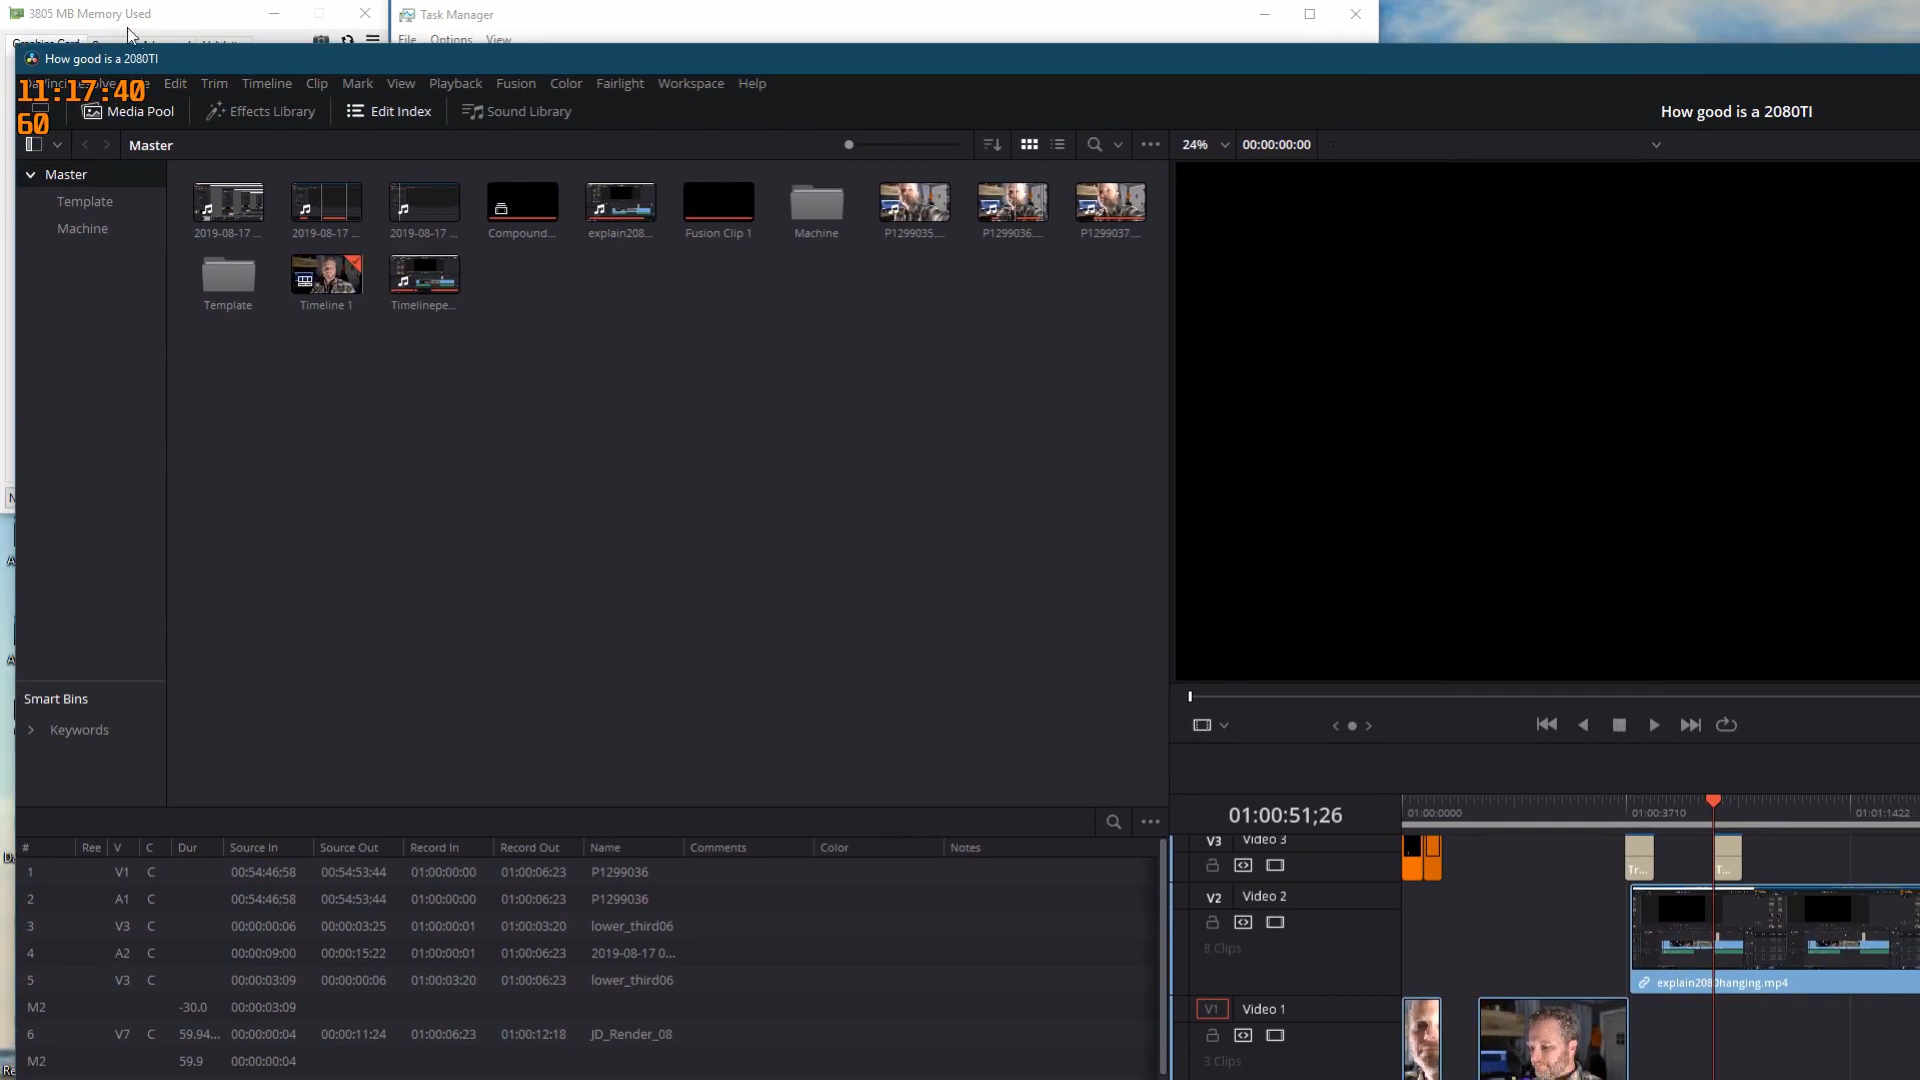 3805 MB Memory Used
Task Manager
File Options View
How good is a 2080TI
Edit Trim Timeline Clip Mark View Playback Fusion Color Fairlight Workspace Help
11:17:40
60
Media Pool Effects Library Edit Index Sound Library How good is a 2080TI
Master 24% 00:00:00:00
Master
Template
Machine
2019-08-17 ... 2019-08-17 ... 2019-08-17 ... Compound... explain208... Fusion Clip 1 Machine P1299035.... P1299036.... P1299037....
Template Timeline 1 Timelinepe...
Smart Bins
Keywords
01:00:51;26 01:00:0000 01:00:3710 01:01:1422
# Ree V C Dur Source In Source Out Record In Record Out Name Comments Color Notes
1 V1 C 00:54:46;58 00:54:53;44 01:00:00:00 01:00:06:23 P1299036
2 A1 C 00:54:46;58 00:54:53;44 01:00:00:00 01:00:06:23 P1299036
3 V3 C 00:00:00:06 00:00:03:25 01:00:00:01 01:00:03:20 lower_third06
4 A2 C 00:00:09:00 00:00:15:22 01:00:00:01 01:00:06:23 2019-08-17 0...
5 V3 C 00:00:03:09 00:00:00:06 01:00:03:20 01:00:06:23 lower_third06
M2 -30.0 00:00:03:09
6 V7 C 59.94... 00:00:00:04 00:00:11:24 01:00:06:23 01:00:12:18 JD_Render_08
M2 59.9 00:00:00:04
V3 Video 3
Tr... T...
V2 Video 2
8 Clips
explain2080hanging.mp4
V1 Video 1
3 Clips